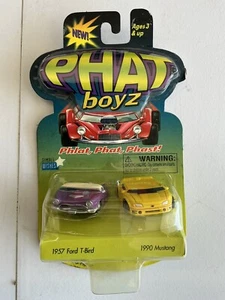 NEW!
Ages 3
& up
PHAT
boyz
Phlat, Phat, Phast!
WARNING:
1957 Ford T-Bird
1990 Mustang